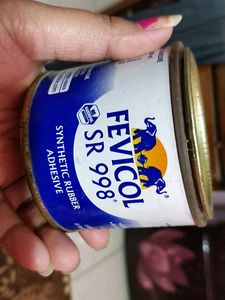 FEVICOL
SR 998
SYNTHETIC RUBBER
ADHESIVE